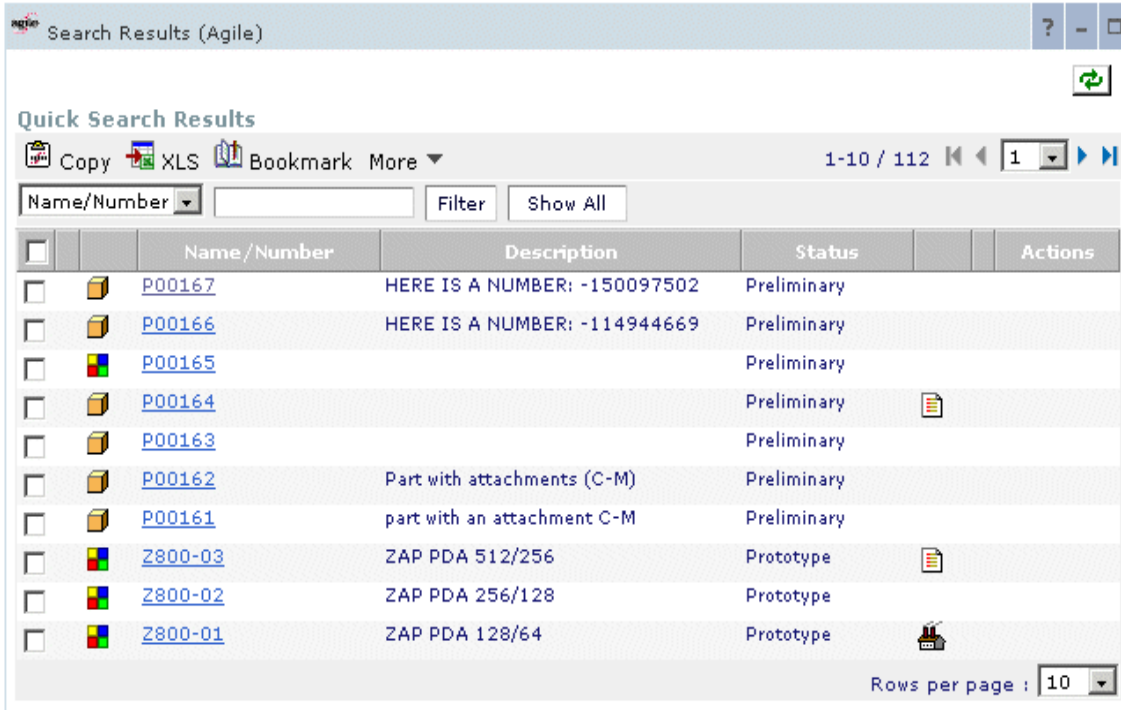 agile Search Results (Agile) ? -
Quick Search Results
Copy XLS Bookmark More 1-10 / 112 1
Name/Number Filter Show All
Name/Number Description Status Actions
P00167 HERE IS A NUMBER: -150097502 Preliminary
P00166 HERE IS A NUMBER: -114944669 Preliminary
P00165 Preliminary
P00164 Preliminary
P00163 Preliminary
P00162 Part with attachments (C-M) Preliminary
P00161 part with an attachment C-M Preliminary
Z800-03 ZAP PDA 512/256 Prototype
Z800-02 ZAP PDA 256/128 Prototype
Z800-01 ZAP PDA 128/64 Prototype
Rows per page : 10